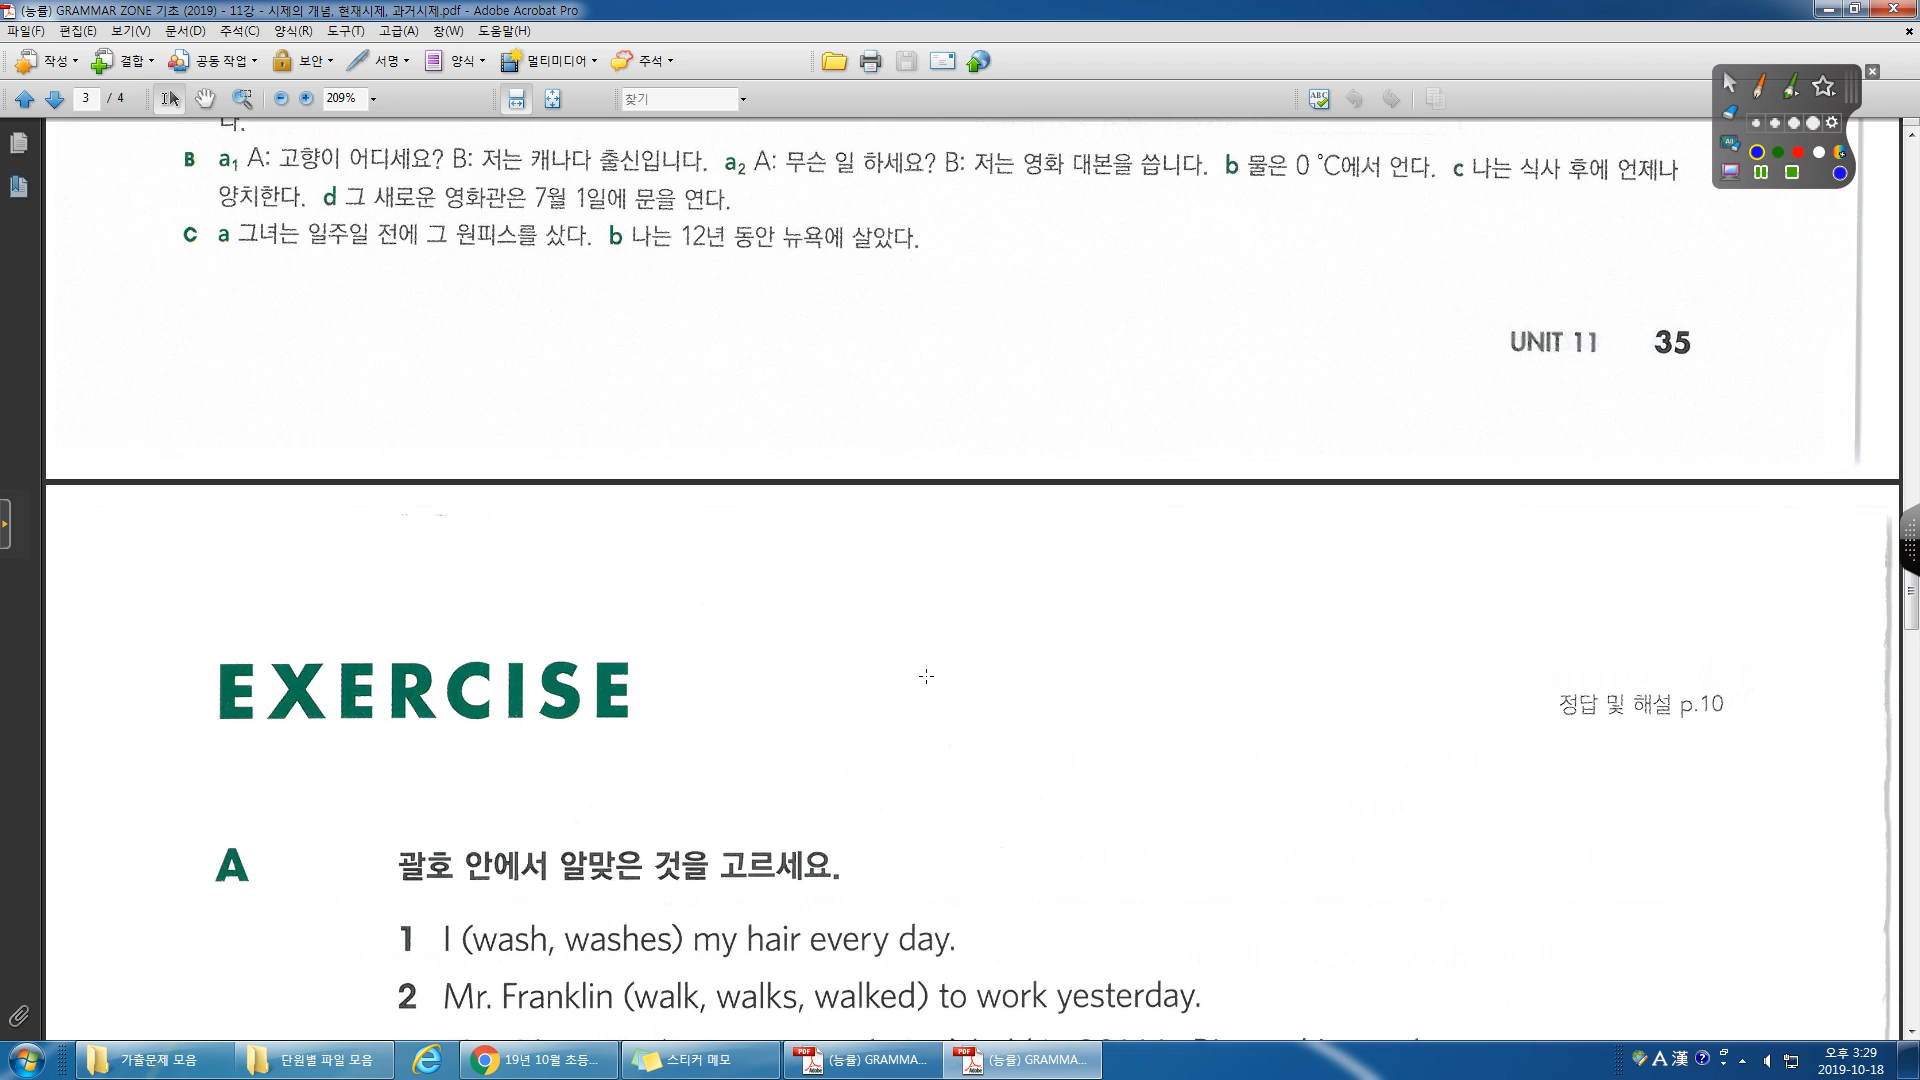 (능률) GRAMMAR ZONE 기초 (2019) - 11강 - 시제의 개념, 현재시제, 과거시제.pdf - Adobe Acrobat Pro
파일(F) 편집(E) 보기(V) 문서(D) 주석(C) 양식(R) 도구(T) 고급(A) 창(W) 도움말(H)
작성 결합 공동 작업 보안 서명 양식 멀티미디어 주석
3 / 4 209% 찾기
다.
B a1 A: 고향이 어디세요? B: 저는 캐나다 출신입니다. a2 A: 무슨 일 하세요? B: 저는 영화 대본을 씁니다. b 물은 0 ℃에서 언다. c 나는 식사 후에 언제나
양치한다. d 그 새로운 영화관은 7월 1일에 문을 연다.
C a 그녀는 일주일 전에 그 원피스를 샀다. b 나는 12년 동안 뉴욕에 살았다.
UNIT 11 35
EXERCISE
정답 및 해설 p.10
A 괄호 안에서 알맞은 것을 고르세요.
1 I (wash, washes) my hair every day.
2 Mr. Franklin (walk, walks, walked) to work yesterday.
가출문제 모음 단원별 파일 모음 19년 10월 초등... 스티커 메모 (능률) GRAMMA... (능률) GRAMMA... A 漢 오후 3:29
2019-10-18